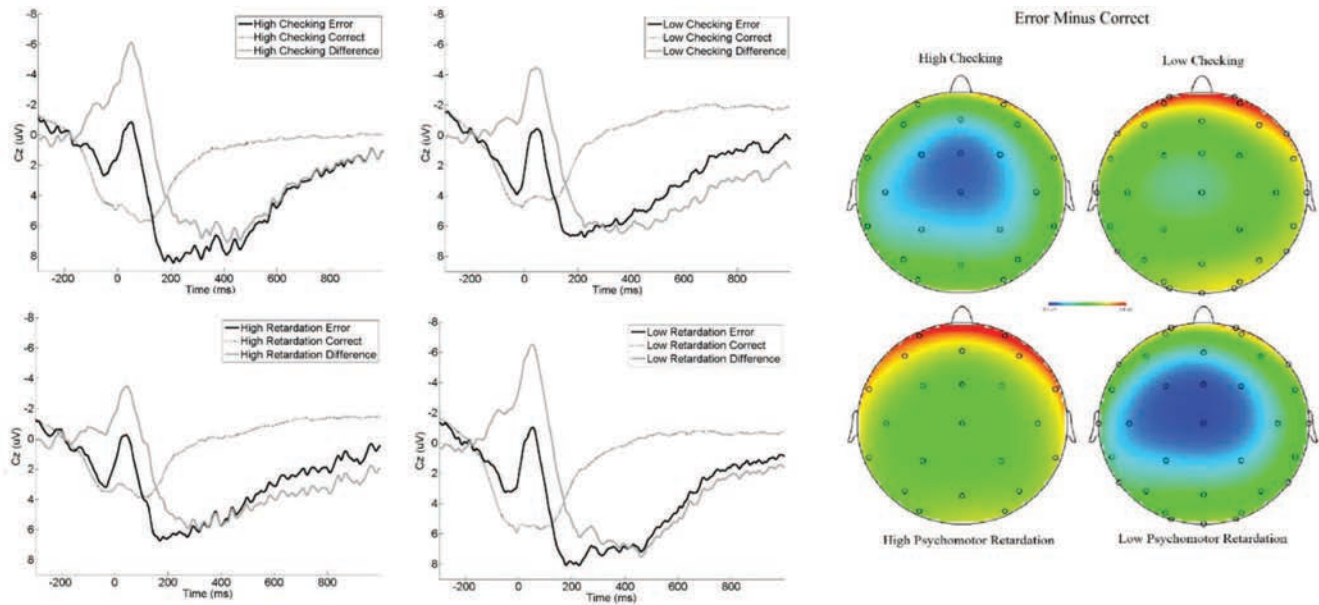 High Checking Error
High Checking Correct
High Checking Difference
-8
-6
-4
-2
0
2
4
6
8
Cz (uV)
-200 0 200 400 600 800
Time (ms)
Low Checking Error
Low Checking Correct
Low Checking Difference
-8
-6
-4
-2
0
2
4
6
8
Cz (uV)
-200 0 200 400 600 800
Time (ms)
High Retardation Error
High Retardation Correct
High Retardation Difference
-8
-6
-4
-2
0
2
4
6
8
Cz (uV)
-200 0 200 400 600 800
Time (ms)
Low Retardation Error
Low Retardation Correct
Low Retardation Difference
-8
-6
-4
-2
0
2
4
6
8
Cz (uV)
-200 0 200 400 600 800
Time (ms)
Error Minus Correct
High Checking
Low Checking
High Psychomotor Retardation
Low Psychomotor Retardation